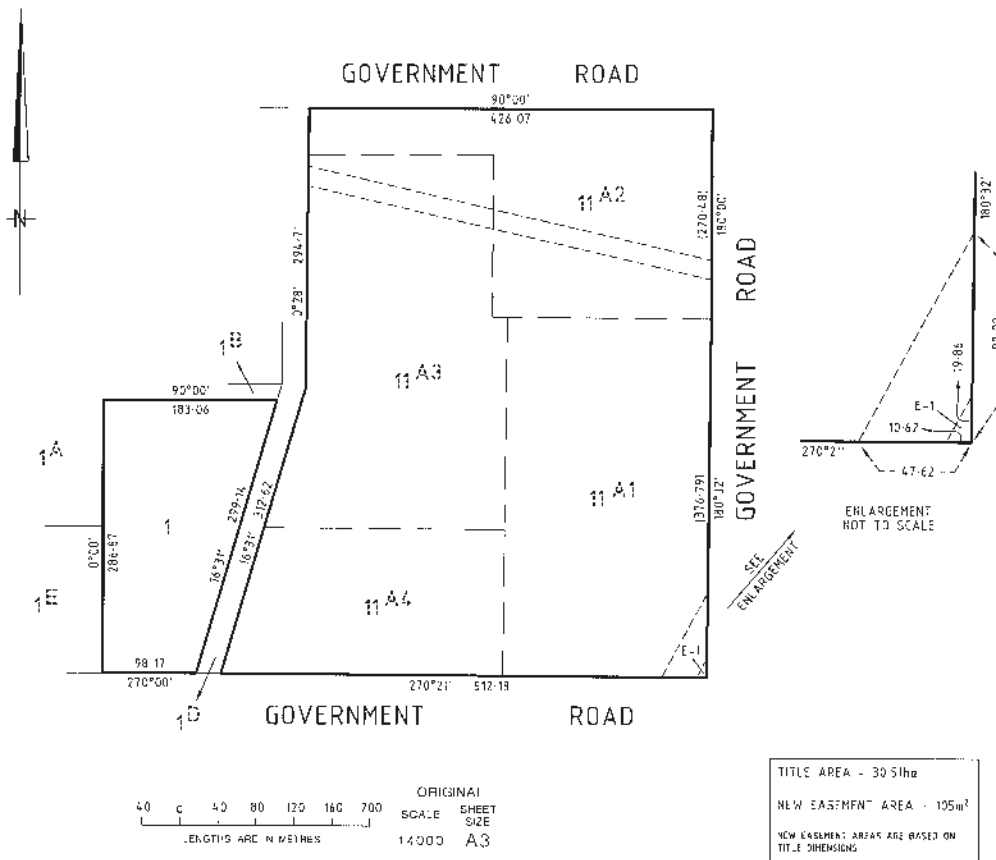 GOVERNMENT ROAD
90°00'
426·07
N
11 A2
(270·48)
180°00'
294·7
0°28'
GOVERNMENT ROAD
1B
90°00'
183·06
11 A3
1A
299·14
16°31'
312·62
16°31'
1
11 A1
(376·79)
180°32'
0°00'
286·87
1E
11 A4
E-1
98·17
270°00'
270°21'
512·19
1D
GOVERNMENT ROAD
SEE
ENLARGEMENT
180°32'
19·86
E-1
10·62
270°2
47·62
ENLARGEMENT
NOT TO SCALE
40 0 40 80 120 160 200
LENGTHS ARE IN METRES
ORIGINAL
SCALE SHEET
SIZE
1:4000 A3
TITLE AREA - 30·51ha
NEW EASEMENT AREA - 105m²
NEW EASEMENT AREAS ARE BASED ON
TITLE DIMENSIONS